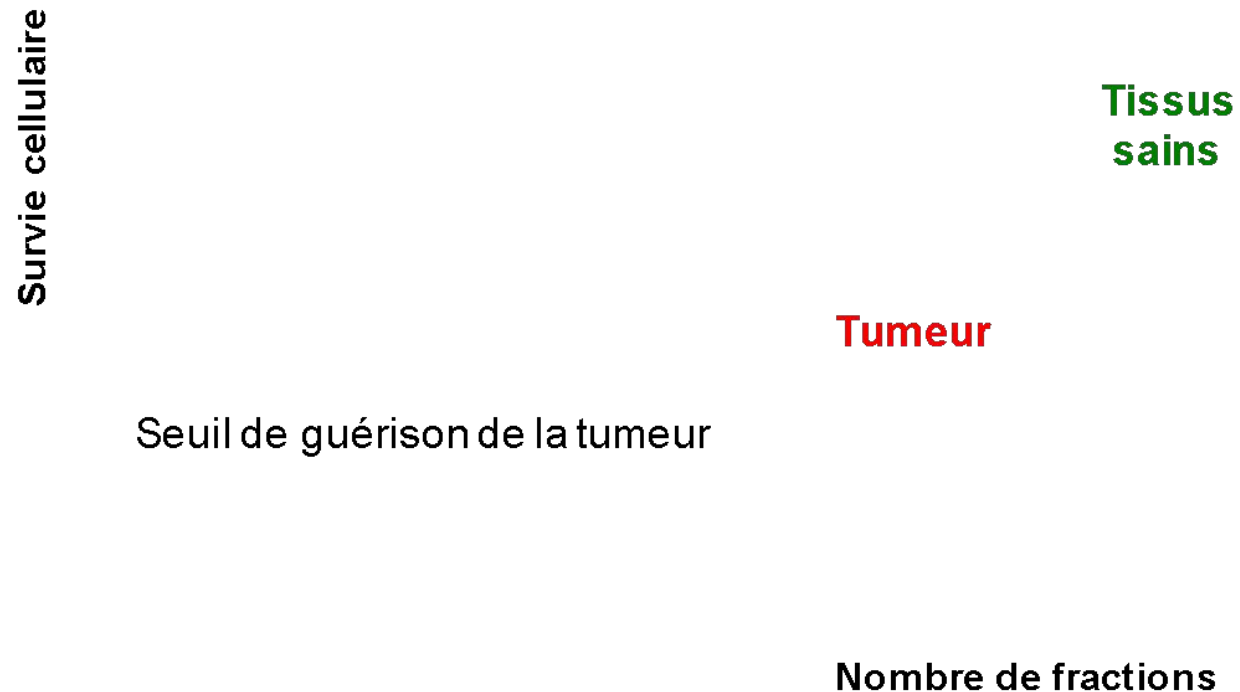 Survie cellulaire
Tissus
sains
Tumeur
Seuil de guérison de la tumeur
Nombre de fractions